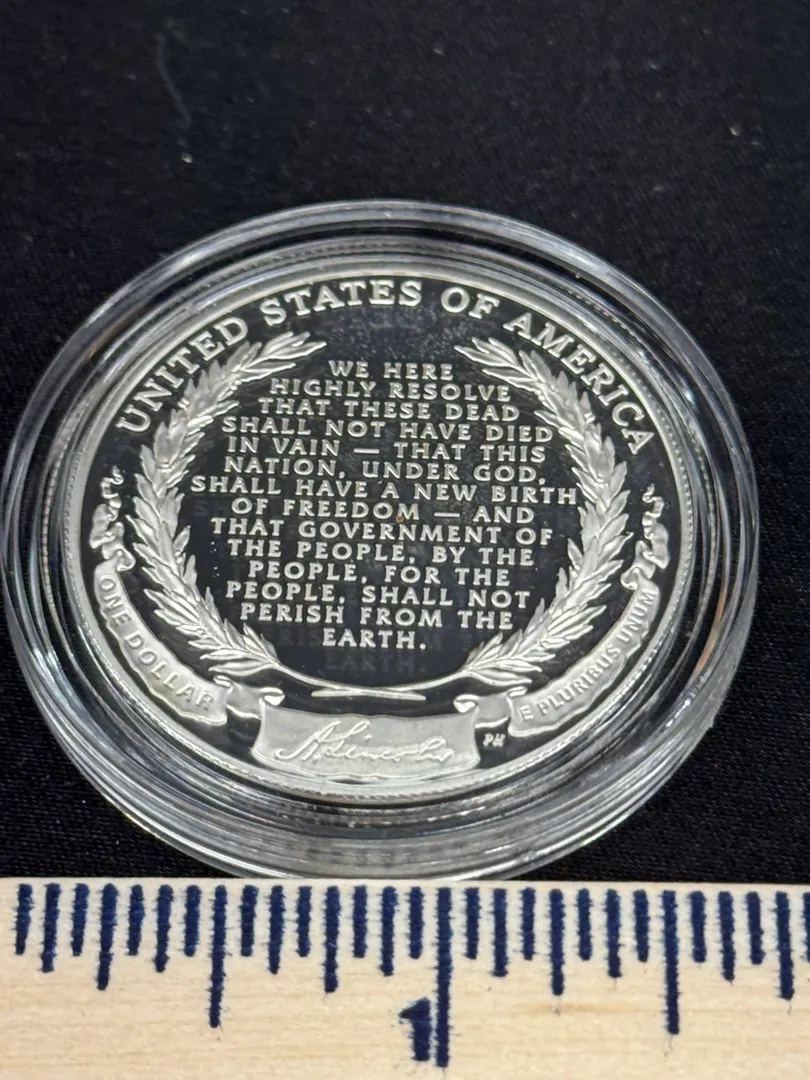 UNITED STATES OF AMERICA
WE HERE
HIGHLY RESOLVE
THAT THESE DEAD
SHALL NOT HAVE DIED
IN VAIN — THAT THIS
NATION, UNDER GOD,
SHALL HAVE A NEW BIRTH
OF FREEDOM — AND
THAT GOVERNMENT OF
THE PEOPLE, BY THE
PEOPLE, FOR THE
PEOPLE, SHALL NOT
PERISH FROM THE
EARTH.
ONE DOLLAR
E PLURIBUS UNUM
A. Lincoln
PH
1